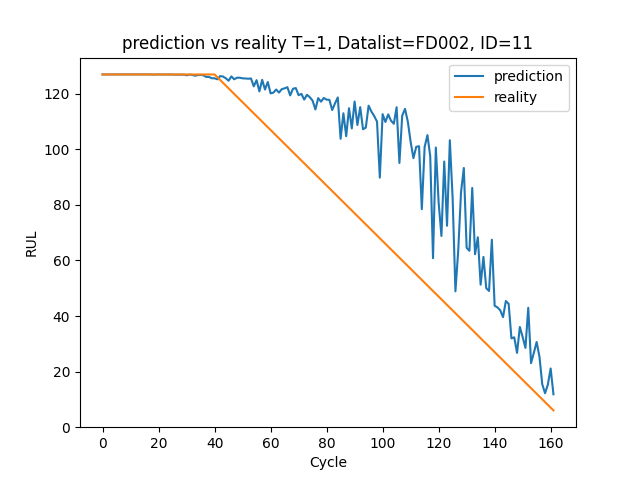 prediction vs reality T=1, Datalist=FD002, ID=11
prediction
reality
RUL
120
100
80
60
40
20
0
0 20 40 60 80 100 120 140 160
Cycle